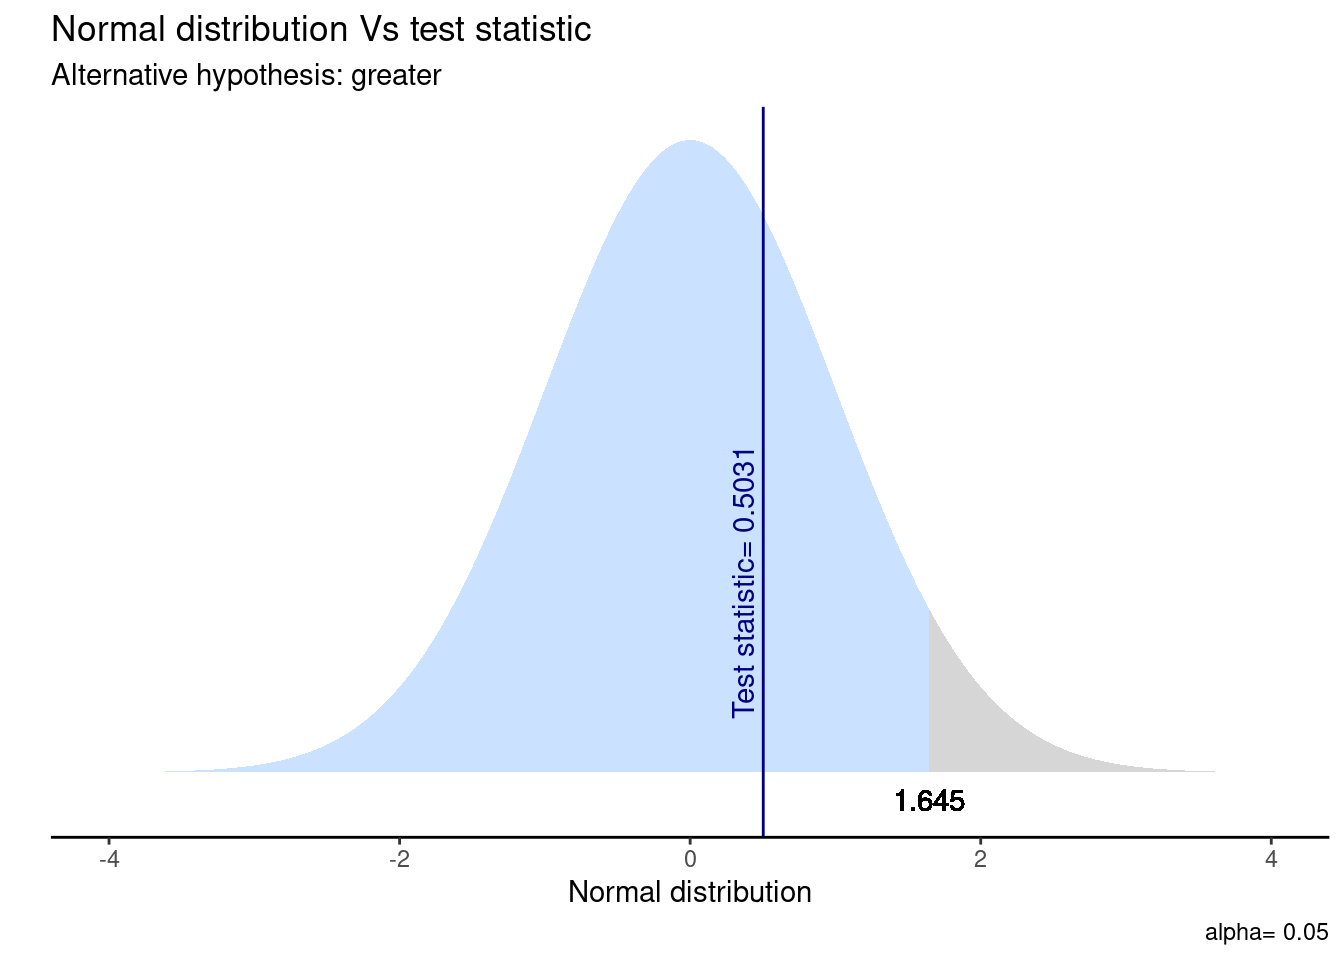 Normal distribution Vs test statistic
Alternative hypothesis: greater
Test statistic= 0.5031
1.645
-4 -2 0 2 4
Normal distribution
alpha= 0.05